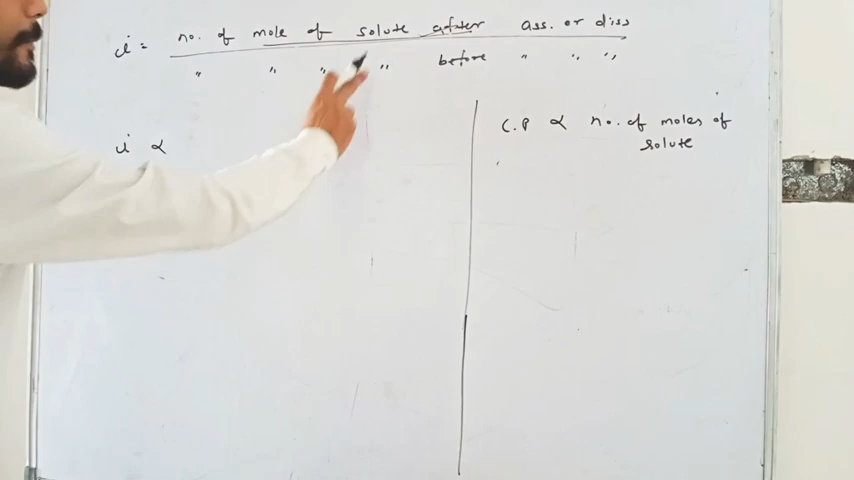 i = no. of mole of solute after ass. or diss
" " " " before " " "
i ∝
C.P ∝ no. of moles of
solute